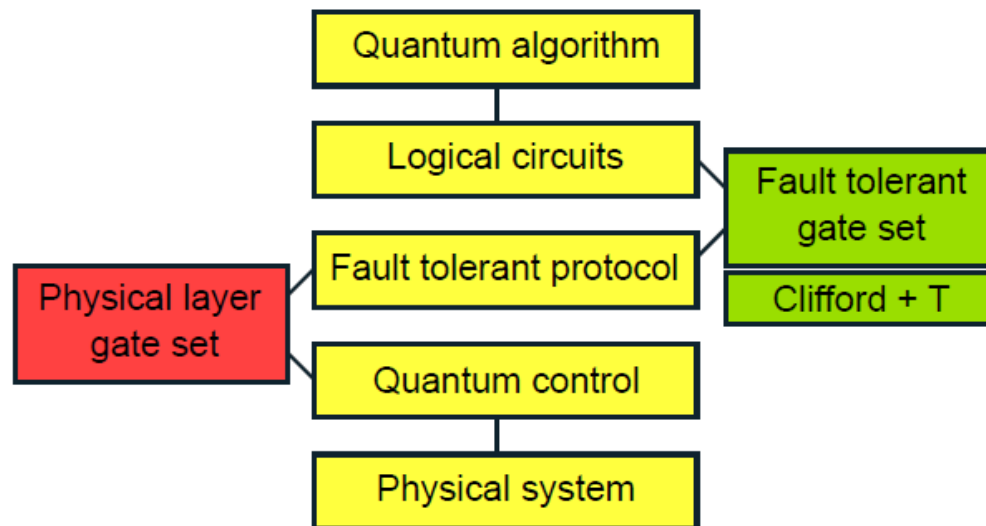 Quantum algorithm
Logical circuits
Fault tolerant
gate set
Fault tolerant protocol
Clifford + T
Physical layer
gate set
Quantum control
Physical system